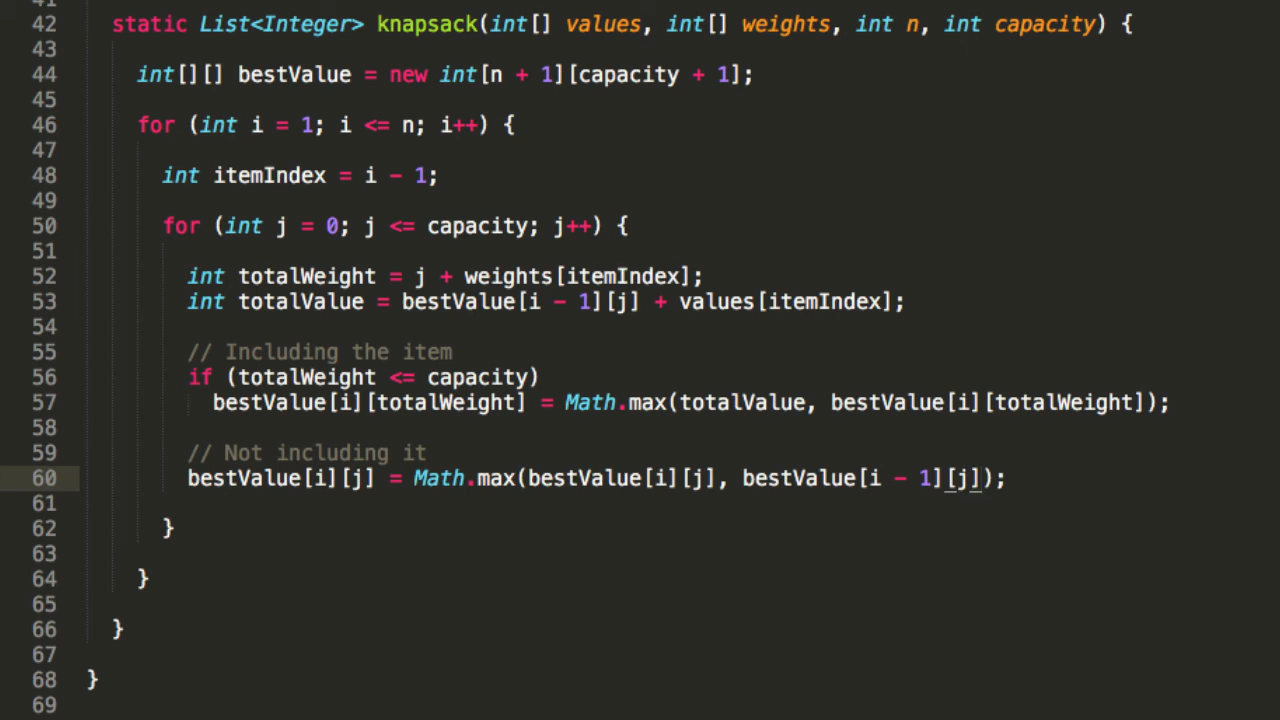 41
42 static List<Integer> knapsack(int[] values, int[] weights, int n, int capacity) {
43
44 int[][] bestValue = new int[n + 1][capacity + 1];
45
46 for (int i = 1; i <= n; i++) {
47
48 int itemIndex = i - 1;
49
50 for (int j = 0; j <= capacity; j++) {
51
52 int totalWeight = j + weights[itemIndex];
53 int totalValue = bestValue[i - 1][j] + values[itemIndex];
54
55 // Including the item
56 if (totalWeight <= capacity)
57 bestValue[i][totalWeight] = Math.max(totalValue, bestValue[i][totalWeight]);
58
59 // Not including it
60 bestValue[i][j] = Math.max(bestValue[i][j], bestValue[i - 1][j]);
61
62 }
63
64 }
65
66 }
67
68 }
69